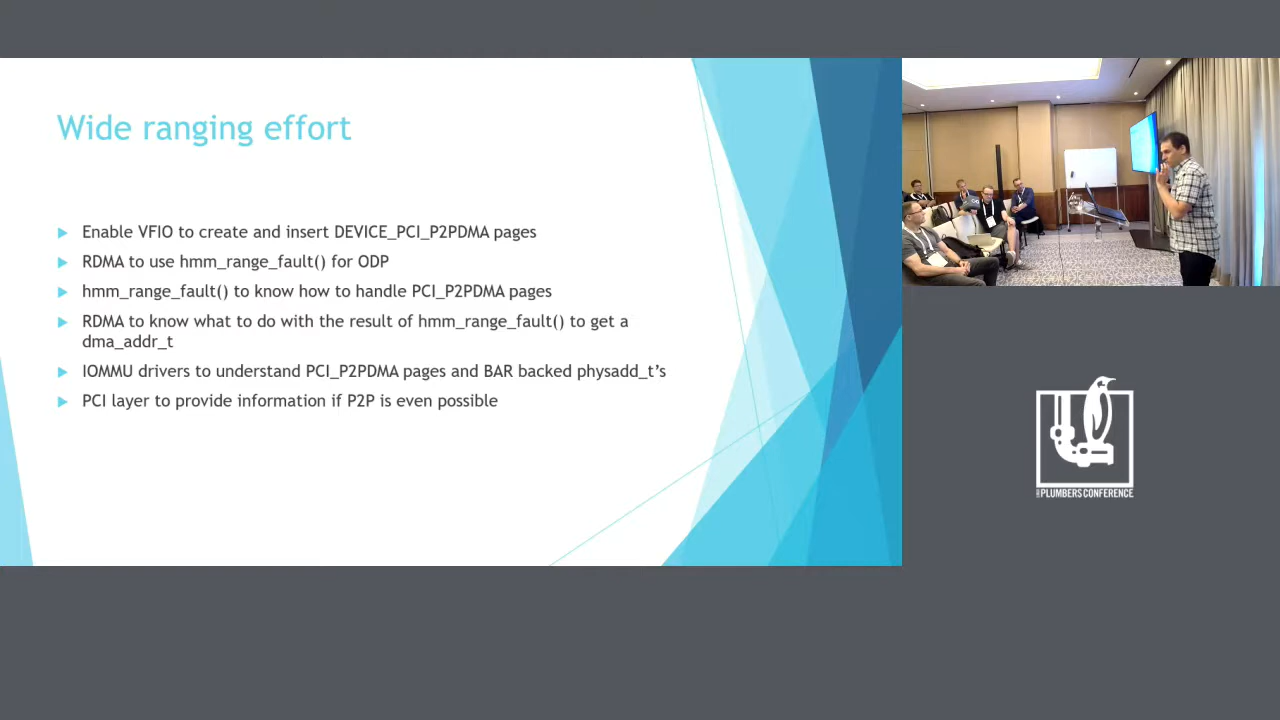 Wide ranging effort
Enable VFIO to create and insert DEVICE_PCI_P2PDMA pages
RDMA to use hmm_range_fault() for ODP
hmm_range_fault() to know how to handle PCI_P2PDMA pages
RDMA to know what to do with the result of hmm_range_fault() to get a
dma_addr_t
IOMMU drivers to understand PCI_P2PDMA pages and BAR backed physadd_t's
PCI layer to provide information if P2P is even possible
PLUMBERS CONFERENCE